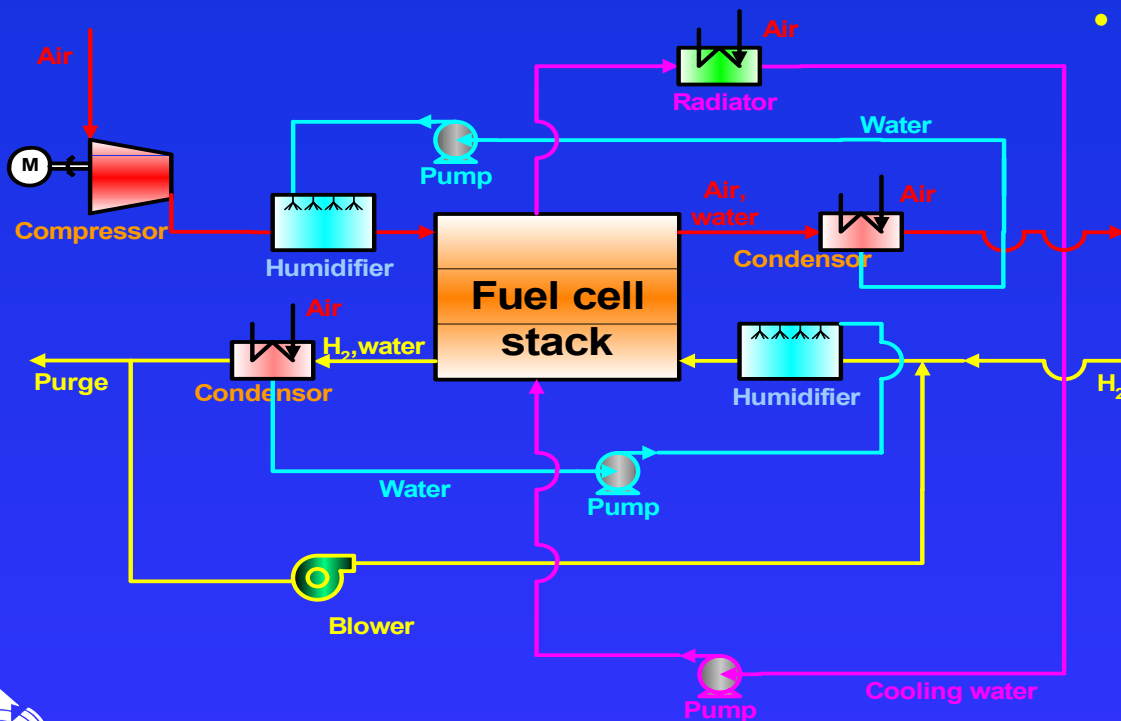 Air
Air
Radiator
Water
M
Pump
Air,
water
Air
Compressor
Humidifier
Condensor
Fuel cell
stack
Air
H2,water
Purge
Condensor
Humidifier
H2
Water
Pump
Blower
Cooling water
Pump